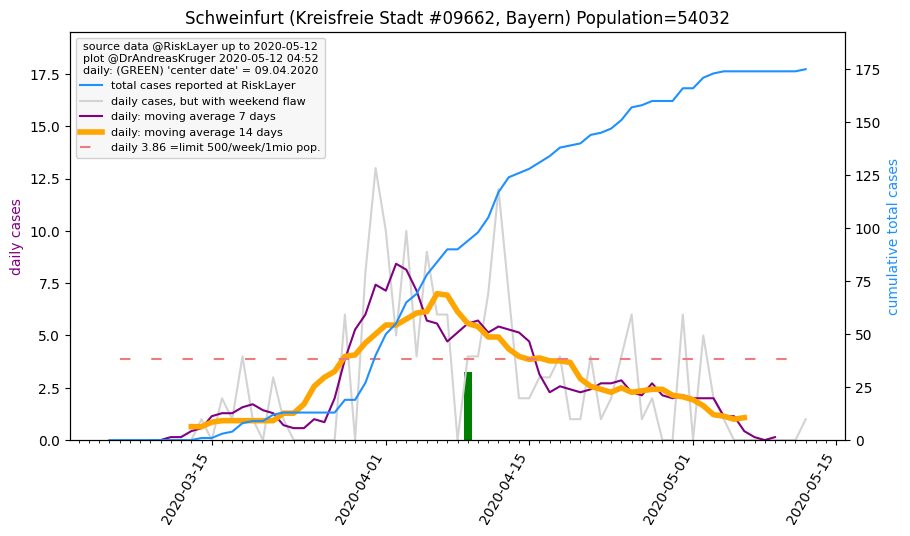 Schweinfurt (Kreisfreie Stadt #09662, Bayern) Population=54032
source data @RiskLayer up to 2020-05-12
plot @DrAndreasKruger 2020-05-12 04:52
daily: (GREEN) 'center date' = 09.04.2020
total cases reported at RiskLayer
daily cases, but with weekend flaw
daily: moving average 7 days
daily: moving average 14 days
daily 3.86 =limit 500/week/1mio pop.
daily cases
17.5
15.0
12.5
10.0
7.5
5.0
2.5
0.0
175
150
125
100
75
50
25
0
cumulative total cases
2020-03-15
2020-04-01
2020-04-15
2020-05-01
2020-05-15